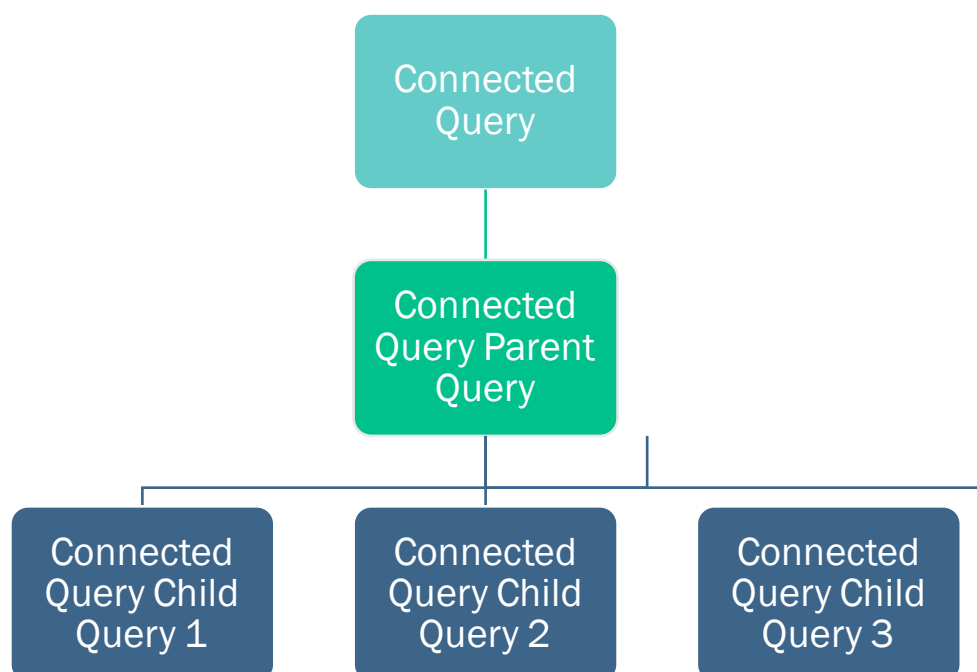 Connected
Query
Connected
Query Parent
Query
Connected
Query Child
Query 1
Connected
Query Child
Query 2
Connected
Query Child
Query 3